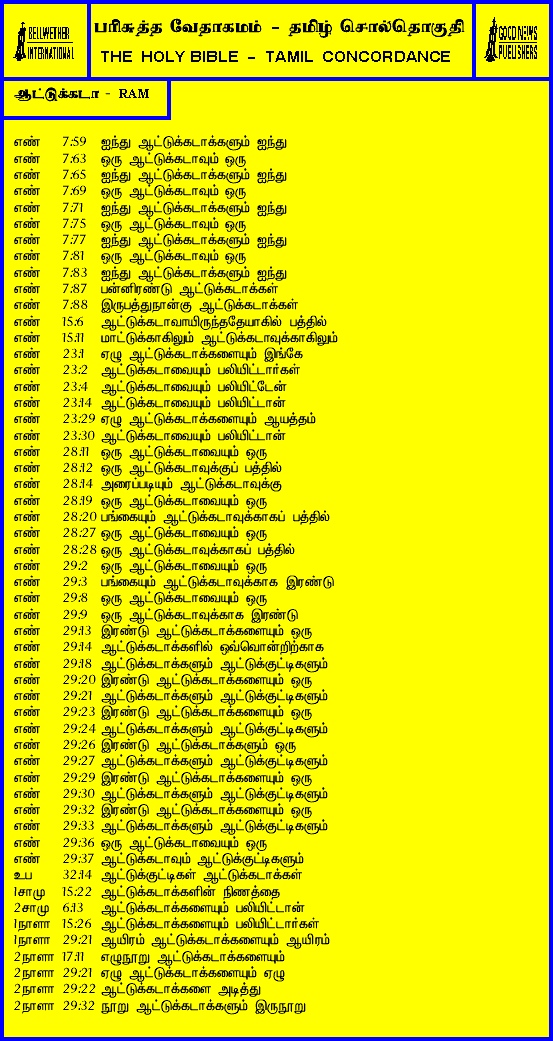 BELLWETHER
INTERNATIONAL
பரிசுத்த வேதாகமம் - தமிழ் சொல்தொகுதி
THE HOLY BIBLE - TAMIL CONCORDANCE
GOOD NEWS
PUBLISHERS
ஆட்டுக்கடா - RAM
எண் 7:59 ஐந்து ஆட்டுக்கடாக்களும் ஐந்து
எண் 7:63 ஒரு ஆட்டுக்கடாவும் ஒரு
எண் 7:65 ஐந்து ஆட்டுக்கடாக்களும் ஐந்து
எண் 7:69 ஒரு ஆட்டுக்கடாவும் ஒரு
எண் 7:71 ஐந்து ஆட்டுக்கடாக்களும் ஐந்து
எண் 7:75 ஒரு ஆட்டுக்கடாவும் ஒரு
எண் 7:77 ஐந்து ஆட்டுக்கடாக்களும் ஐந்து
எண் 7:81 ஒரு ஆட்டுக்கடாவும் ஒரு
எண் 7:83 ஐந்து ஆட்டுக்கடாக்களும் ஐந்து
எண் 7:87 பன்னிரண்டு ஆட்டுக்கடாக்கள்
எண் 7:88 இருபத்துநான்கு ஆட்டுக்கடாக்கள்
எண் 15:6 ஆட்டுக்கடாவாயிருந்ததேயாகில் பத்தில்
எண் 15:11 மாட்டுக்காகிலும் ஆட்டுக்கடாவுக்காகிலும்
எண் 23:1 ஏழு ஆட்டுக்கடாக்களையும் இங்கே
எண் 23:2 ஆட்டுக்கடாவையும் பலியிட்டார்கள்
எண் 23:4 ஆட்டுக்கடாவையும் பலியிட்டேன்
எண் 23:14 ஆட்டுக்கடாவையும் பலியிட்டான்
எண் 23:29 ஏழு ஆட்டுக்கடாக்களையும் ஆயத்தம்
எண் 23:30 ஆட்டுக்கடாவையும் பலியிட்டான்
எண் 28:11 ஒரு ஆட்டுக்கடாவையும் ஒரு
எண் 28:12 ஒரு ஆட்டுக்கடாவுக்குப் பத்தில்
எண் 28:14 அரைப்படியும் ஆட்டுக்கடாவுக்கு
எண் 28:19 ஒரு ஆட்டுக்கடாவையும் ஒரு
எண் 28:20 பங்கையும் ஆட்டுக்கடாவுக்காகப் பத்தில்
எண் 28:27 ஒரு ஆட்டுக்கடாவையும் ஒரு
எண் 28:28 ஒரு ஆட்டுக்கடாவுக்காகப் பத்தில்
எண் 29:2 ஒரு ஆட்டுக்கடாவையும் ஒரு
எண் 29:3 பங்கையும் ஆட்டுக்கடாவுக்காக இரண்டு
எண் 29:8 ஒரு ஆட்டுக்கடாவையும் ஒரு
எண் 29:9 ஒரு ஆட்டுக்கடாவுக்காக இரண்டு
எண் 29:13 இரண்டு ஆட்டுக்கடாக்களையும் ஒரு
எண் 29:14 ஆட்டுக்கடாக்களில் ஒவ்வொன்றிற்காக
எண் 29:18 ஆட்டுக்கடாக்களும் ஆட்டுக்குட்டிகளும்
எண் 29:20 இரண்டு ஆட்டுக்கடாக்களையும் ஒரு
எண் 29:21 ஆட்டுக்கடாக்களும் ஆட்டுக்குட்டிகளும்
எண் 29:23 இரண்டு ஆட்டுக்கடாக்களையும் ஒரு
எண் 29:24 ஆட்டுக்கடாக்களும் ஆட்டுக்குட்டிகளும்
எண் 29:26 இரண்டு ஆட்டுக்கடாக்களும் ஒரு
எண் 29:27 ஆட்டுக்கடாக்களும் ஆட்டுக்குட்டிகளும்
எண் 29:29 இரண்டு ஆட்டுக்கடாக்களையும் ஒரு
எண் 29:30 ஆட்டுக்கடாக்களும் ஆட்டுக்குட்டிகளும்
எண் 29:32 இரண்டு ஆட்டுக்கடாக்களையும் ஒரு
எண் 29:33 ஆட்டுக்கடாக்களும் ஆட்டுக்குட்டிகளும்
எண் 29:36 ஒரு ஆட்டுக்கடாவையும் ஒரு
எண் 29:37 ஆட்டுக்கடாவும் ஆட்டுக்குட்டிகளும்
உப 32:14 ஆட்டுக்குட்டிகள் ஆட்டுக்கடாக்கள்
1சாமு 15:22 ஆட்டுக்கடாக்களின் நிணத்தை
2சாமு 6:13 ஆட்டுக்கடாக்களையும் பலியிட்டான்
1நாளா 15:26 ஆட்டுக்கடாக்களையும் பலியிட்டார்கள்
1நாளா 29:21 ஆயிரம் ஆட்டுக்கடாக்களையும் ஆயிரம்
2நாளா 17:11 எழுநூறு ஆட்டுக்கடாக்களையும்
2நாளா 29:21 ஏழு ஆட்டுக்கடாக்களையும் ஏழு
2நாளா 29:22 ஆட்டுக்கடாக்களை அடித்து
2நாளா 29:32 நூறு ஆட்டுக்கடாக்களும் இருநூறு